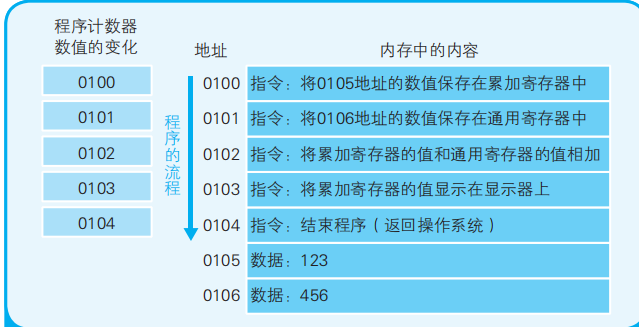 程序计数器
数值的变化
地址
内存中的内容
0100
0101
0102
0103
0104
程序的流程
0100 指令：将0105地址的数值保存在累加寄存器中
0101 指令：将0106地址的数值保存在通用寄存器中
0102 指令：将累加寄存器的值和通用寄存器的值相加
0103 指令：将累加寄存器的值显示在显示器上
0104 指令：结束程序（返回操作系统）
0105 数据：123
0106 数据：456